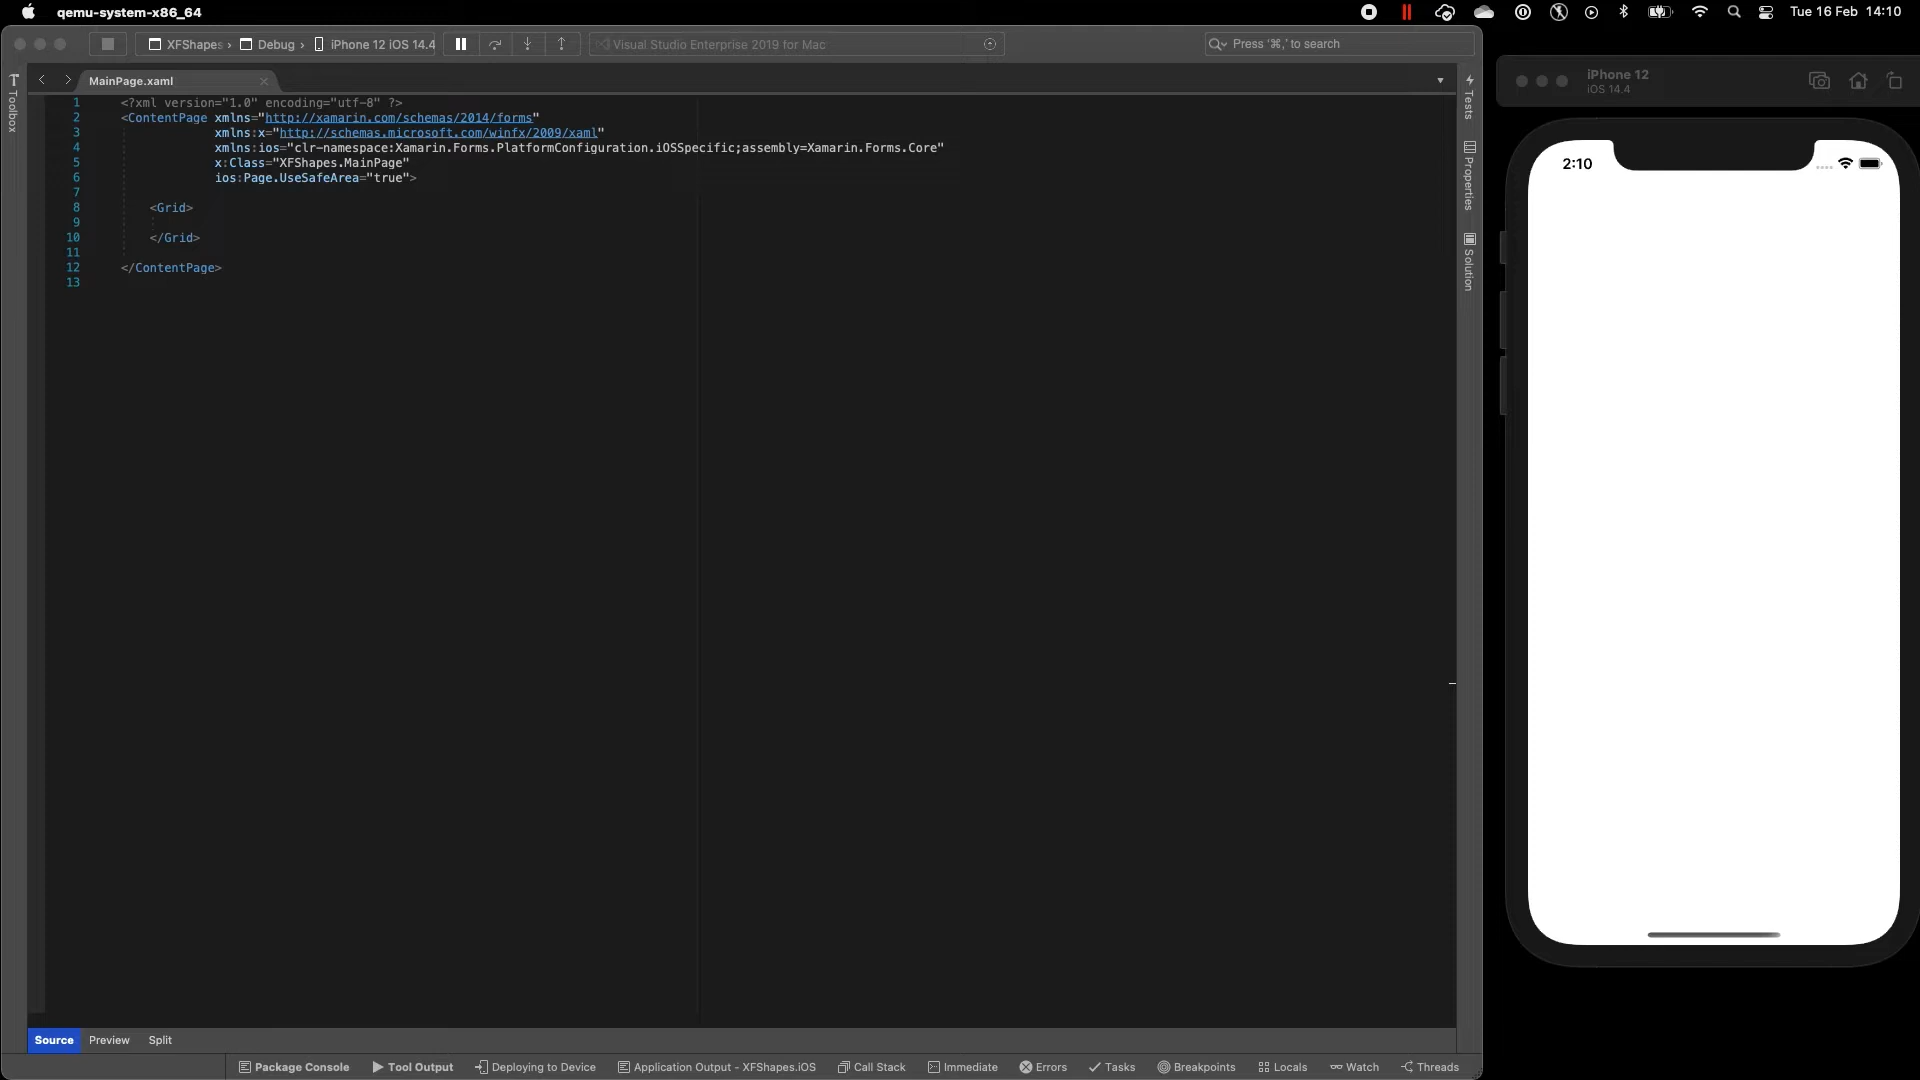 qemu-system-x86_64
Tue 16 Feb 14:10
XFShapes › Debug › iPhone 12 iOS 14.4
Visual Studio Enterprise 2019 for Mac
Press '⌘,' to search
Toolbox
MainPage.xaml
1 <?xml version="1.0" encoding="utf-8" ?>
2 <ContentPage xmlns="http://xamarin.com/schemas/2014/forms"
3 xmlns:x="http://schemas.microsoft.com/winfx/2009/xaml"
4 xmlns:ios="clr-namespace:Xamarin.Forms.PlatformConfiguration.iOSSpecific;assembly=Xamarin.Forms.Core"
5 x:Class="XFShapes.MainPage"
6 ios:Page.UseSafeArea="true">
7
8 <Grid>
9
10 </Grid>
11
12 </ContentPage>
13
Tests
Properties
Solution
iPhone 12
iOS 14.4
2:10
Source Preview Split
Package Console Tool Output Deploying to Device Application Output - XFShapes.iOS Call Stack Immediate Errors Tasks Breakpoints Locals Watch Threads